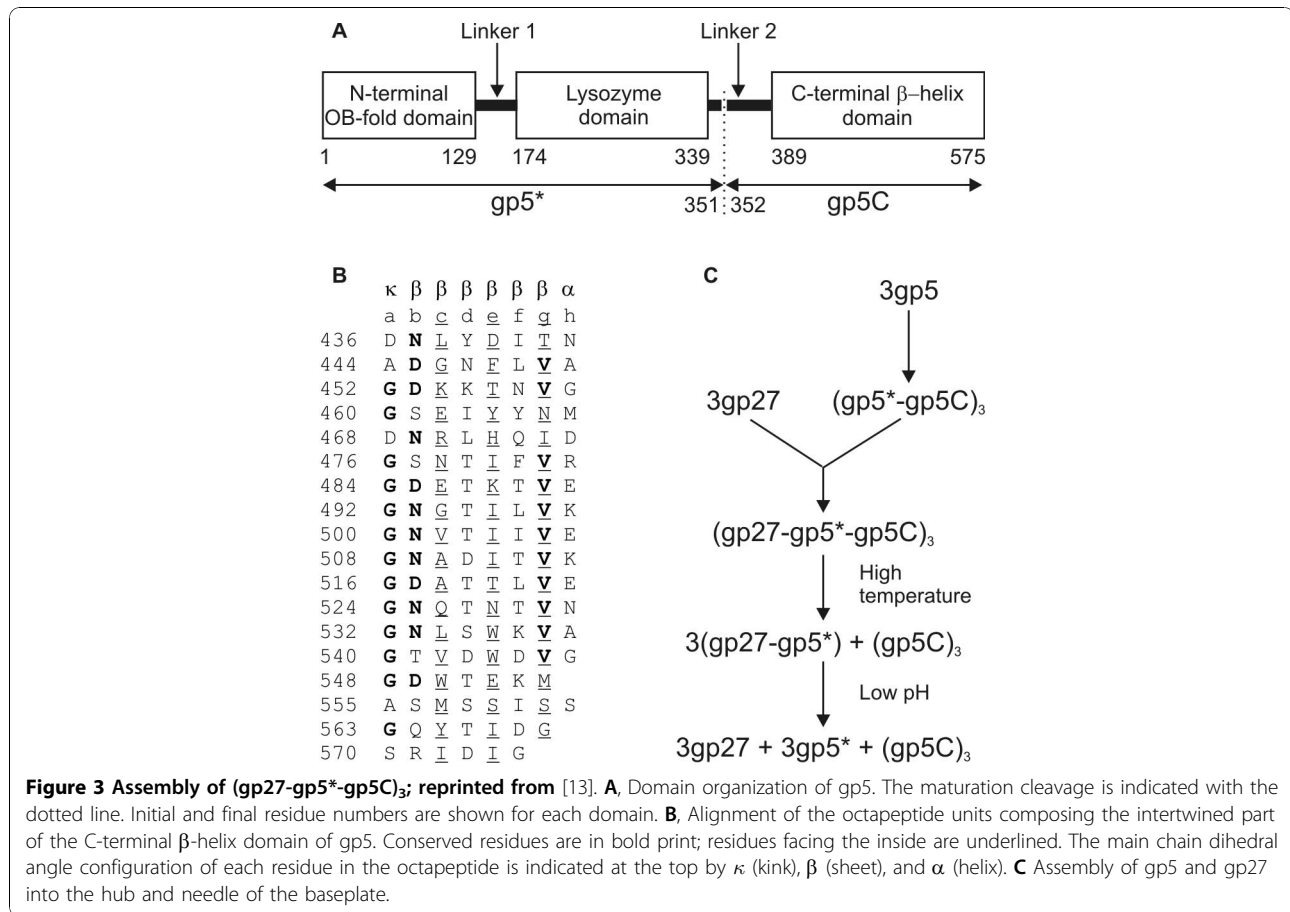 A
Linker 1
Linker 2
N-terminal
OB-fold domain
Lysozyme
domain
C-terminal β-helix
domain
1 129 174 339 389 575
gp5* 351 352 gp5C
B
κ β β β β β β α
a b c d e f g h
436 D N L Y D I T N
444 A D G N F L V A
452 G D K K T N V G
460 G S E I Y Y N M
468 D N R L H Q I D
476 G S N T I F V R
484 G D E T K T V E
492 G N G T I L V K
500 G N V T I I V E
508 G N A D I T V K
516 G D A T T L V E
524 G N Q T N T V N
532 G N L S W K V A
540 G T V D W D V G
548 G D W T E K M
555 A S M S S I S S
563 G Q Y T I D G
570 S R I D I G
C
3gp5
3gp27 (gp5*-gp5C)₃
(gp27-gp5*-gp5C)₃
High
temperature
3(gp27-gp5*) + (gp5C)₃
Low pH
3gp27 + 3gp5* + (gp5C)₃
Figure 3 Assembly of (gp27-gp5*-gp5C)₃; reprinted from [13]. A, Domain organization of gp5. The maturation cleavage is indicated with the
dotted line. Initial and final residue numbers are shown for each domain. B, Alignment of the octapeptide units composing the intertwined part
of the C-terminal β-helix domain of gp5. Conserved residues are in bold print; residues facing the inside are underlined. The main chain dihedral
angle configuration of each residue in the octapeptide is indicated at the top by κ (kink), β (sheet), and α (helix). C Assembly of gp5 and gp27
into the hub and needle of the baseplate.